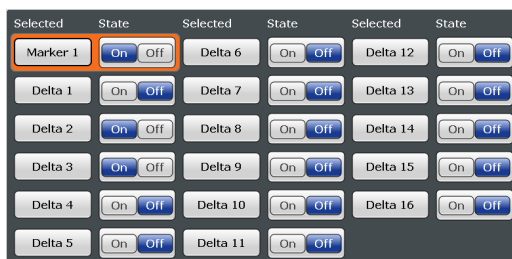 Selected State Selected State Selected State
Marker 1 On Off Delta 6 On Off Delta 12 On Off
Delta 1 On Off Delta 7 On Off Delta 13 On Off
Delta 2 On Off Delta 8 On Off Delta 14 On Off
Delta 3 On Off Delta 9 On Off Delta 15 On Off
Delta 4 On Off Delta 10 On Off Delta 16 On Off
Delta 5 On Off Delta 11 On Off